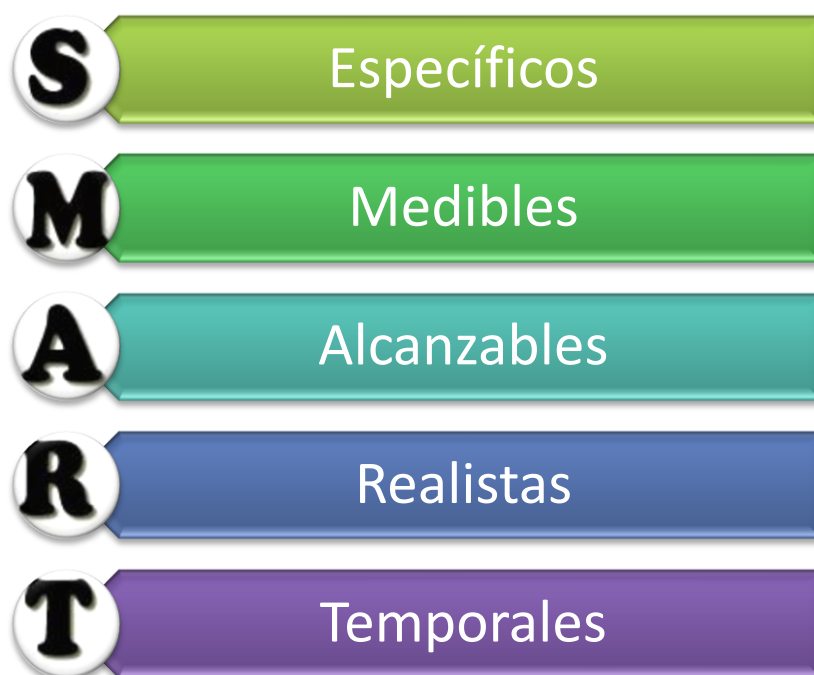 S Específicos
M Medibles
A Alcanzables
R Realistas
T Temporales